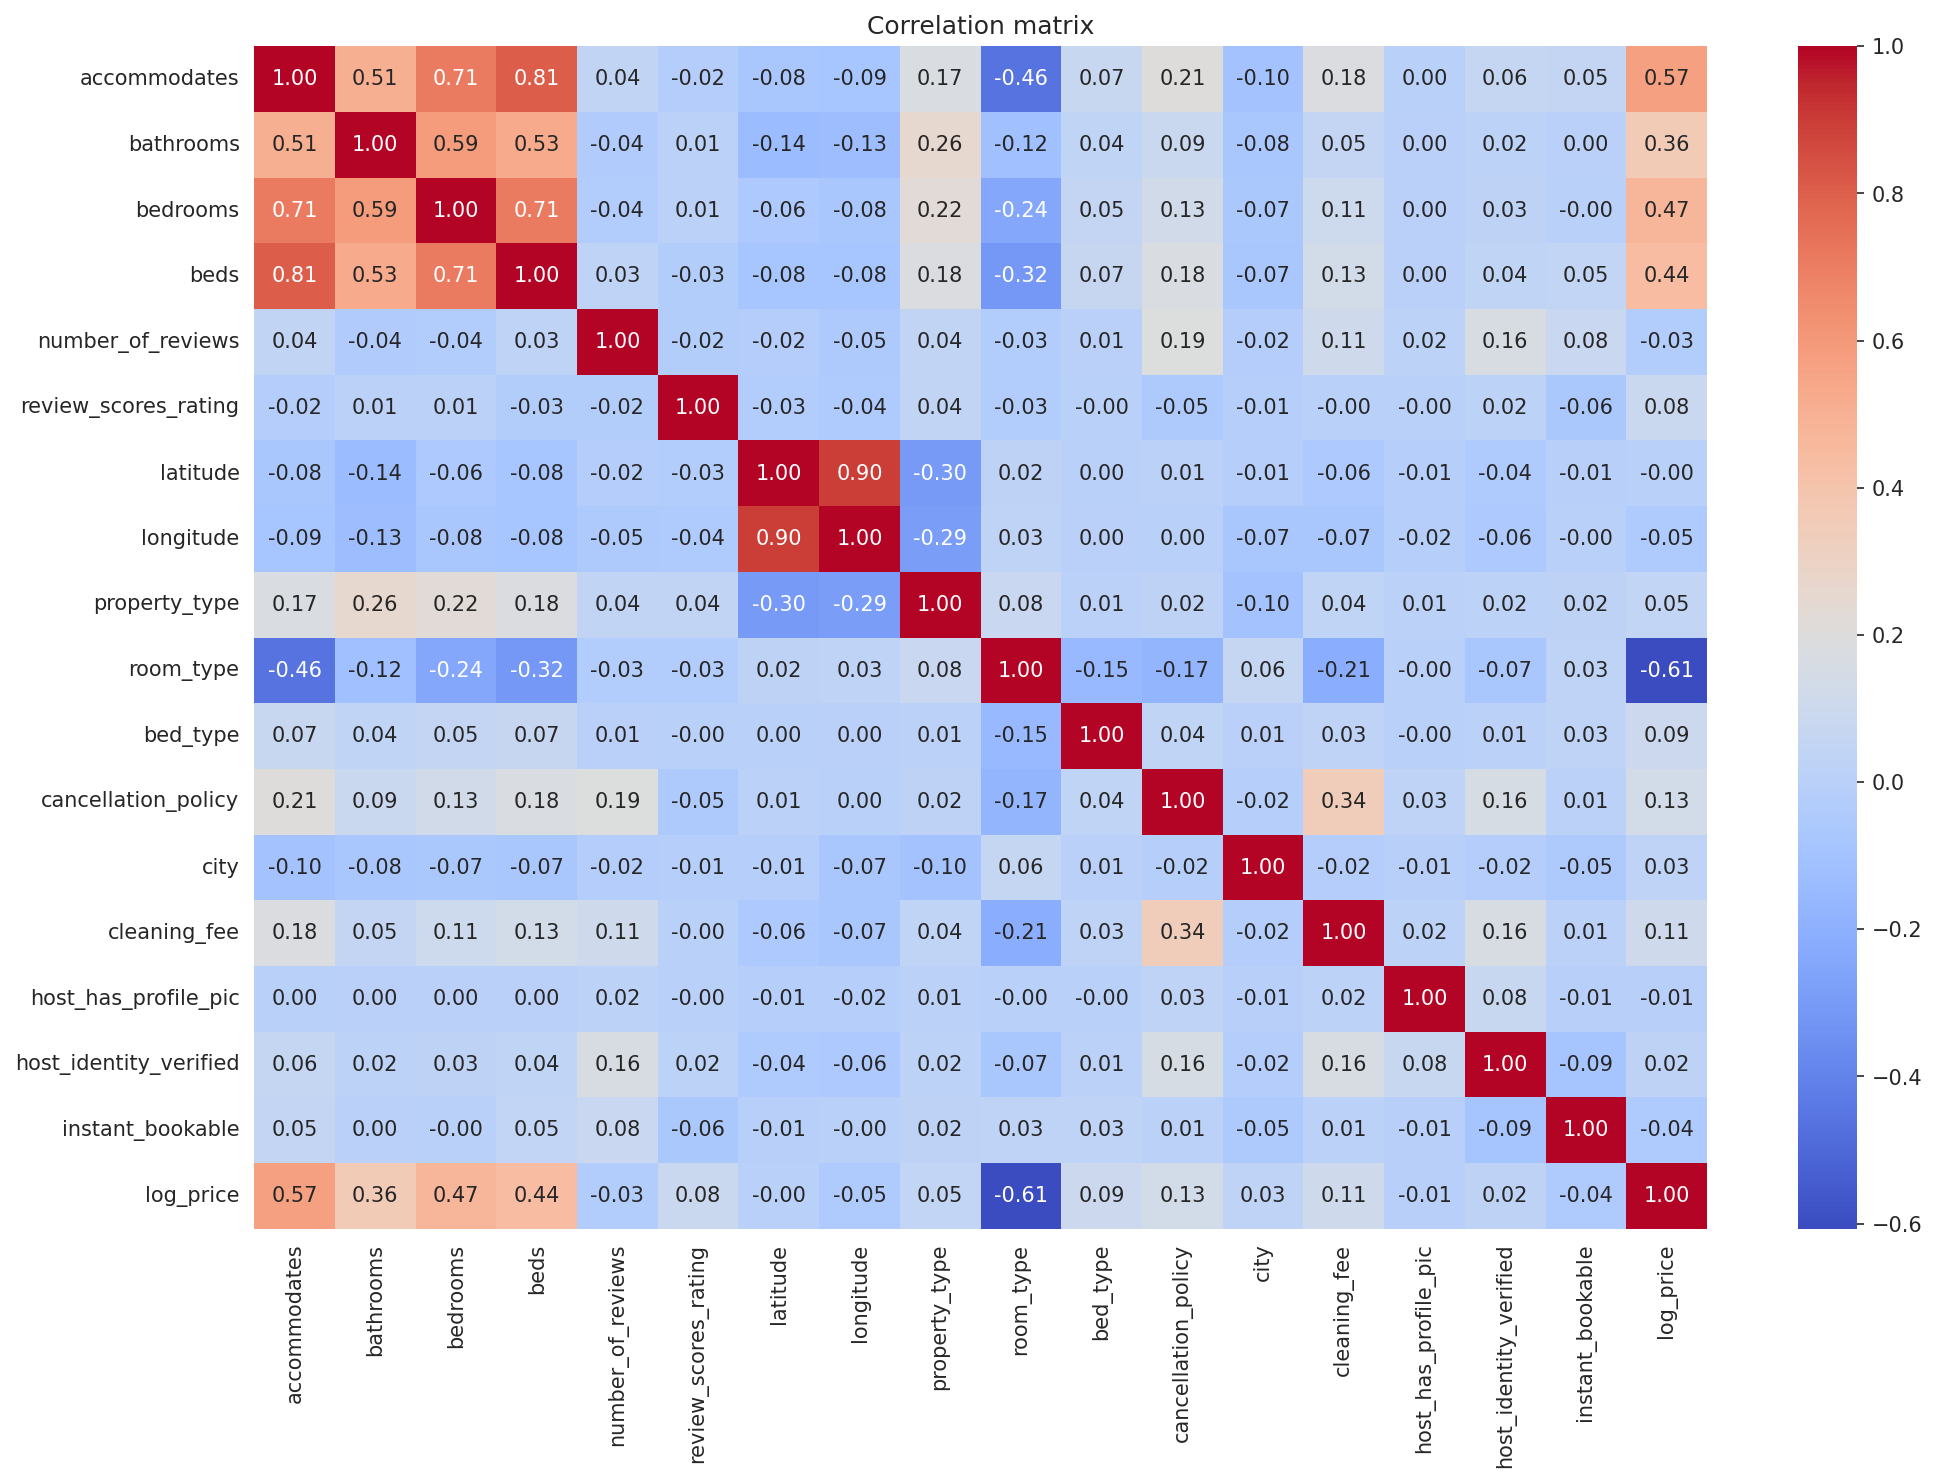 Correlation matrix
accommodates 1.00 0.51 0.71 0.81 0.04 -0.02 -0.08 -0.09 0.17 -0.46 0.07 0.21 -0.10 0.18 0.00 0.06 0.05 0.57
bathrooms 0.51 1.00 0.59 0.53 -0.04 0.01 -0.14 -0.13 0.26 -0.12 0.04 0.09 -0.08 0.05 0.00 0.02 0.00 0.36
bedrooms 0.71 0.59 1.00 0.71 -0.04 0.01 -0.06 -0.08 0.22 -0.24 0.05 0.13 -0.07 0.11 0.00 0.03 -0.00 0.47
beds 0.81 0.53 0.71 1.00 0.03 -0.03 -0.08 -0.08 0.18 -0.32 0.07 0.18 -0.07 0.13 0.00 0.04 0.05 0.44
number_of_reviews 0.04 -0.04 -0.04 0.03 1.00 -0.02 -0.02 -0.05 0.04 -0.03 0.01 0.19 -0.02 0.11 0.02 0.16 0.08 -0.03
review_scores_rating -0.02 0.01 0.01 -0.03 -0.02 1.00 -0.03 -0.04 0.04 -0.03 -0.00 -0.05 -0.01 -0.00 -0.00 0.02 -0.06 0.08
latitude -0.08 -0.14 -0.06 -0.08 -0.02 -0.03 1.00 0.90 -0.30 0.02 0.00 0.01 -0.01 -0.06 -0.01 -0.04 -0.01 -0.00
longitude -0.09 -0.13 -0.08 -0.08 -0.05 -0.04 0.90 1.00 -0.29 0.03 0.00 0.00 -0.07 -0.07 -0.02 -0.06 -0.00 -0.05
property_type 0.17 0.26 0.22 0.18 0.04 0.04 -0.30 -0.29 1.00 0.08 0.01 0.02 -0.10 0.04 0.01 0.02 0.02 0.05
room_type -0.46 -0.12 -0.24 -0.32 -0.03 -0.03 0.02 0.03 0.08 1.00 -0.15 -0.17 0.06 -0.21 -0.00 -0.07 0.03 -0.61
bed_type 0.07 0.04 0.05 0.07 0.01 -0.00 0.00 0.00 0.01 -0.15 1.00 0.04 0.01 0.03 -0.00 0.01 0.03 0.09
cancellation_policy 0.21 0.09 0.13 0.18 0.19 -0.05 0.01 0.00 0.02 -0.17 0.04 1.00 -0.02 0.34 0.03 0.16 0.01 0.13
city -0.10 -0.08 -0.07 -0.07 -0.02 -0.01 -0.01 -0.07 -0.10 0.06 0.01 -0.02 1.00 -0.02 -0.01 -0.02 -0.05 0.03
cleaning_fee 0.18 0.05 0.11 0.13 0.11 -0.00 -0.06 -0.07 0.04 -0.21 0.03 0.34 -0.02 1.00 0.02 0.16 0.01 0.11
host_has_profile_pic 0.00 0.00 0.00 0.00 0.02 -0.00 -0.01 -0.02 0.01 -0.00 -0.00 0.03 -0.01 0.02 1.00 0.08 -0.01 -0.01
host_identity_verified 0.06 0.02 0.03 0.04 0.16 0.02 -0.04 -0.06 0.02 -0.07 0.01 0.16 -0.02 0.16 0.08 1.00 -0.09 0.02
instant_bookable 0.05 0.00 -0.00 0.05 0.08 -0.06 -0.01 -0.00 0.02 0.03 0.03 0.01 -0.05 0.01 -0.01 -0.09 1.00 -0.04
log_price 0.57 0.36 0.47 0.44 -0.03 0.08 -0.00 -0.05 0.05 -0.61 0.09 0.13 0.03 0.11 -0.01 0.02 -0.04 1.00
accommodates
bathrooms
bedrooms
beds
number_of_reviews
review_scores_rating
latitude
longitude
property_type
room_type
bed_type
cancellation_policy
city
cleaning_fee
host_has_profile_pic
host_identity_verified
instant_bookable
log_price
1.0
0.8
0.6
0.4
0.2
0.0
−0.2
−0.4
−0.6